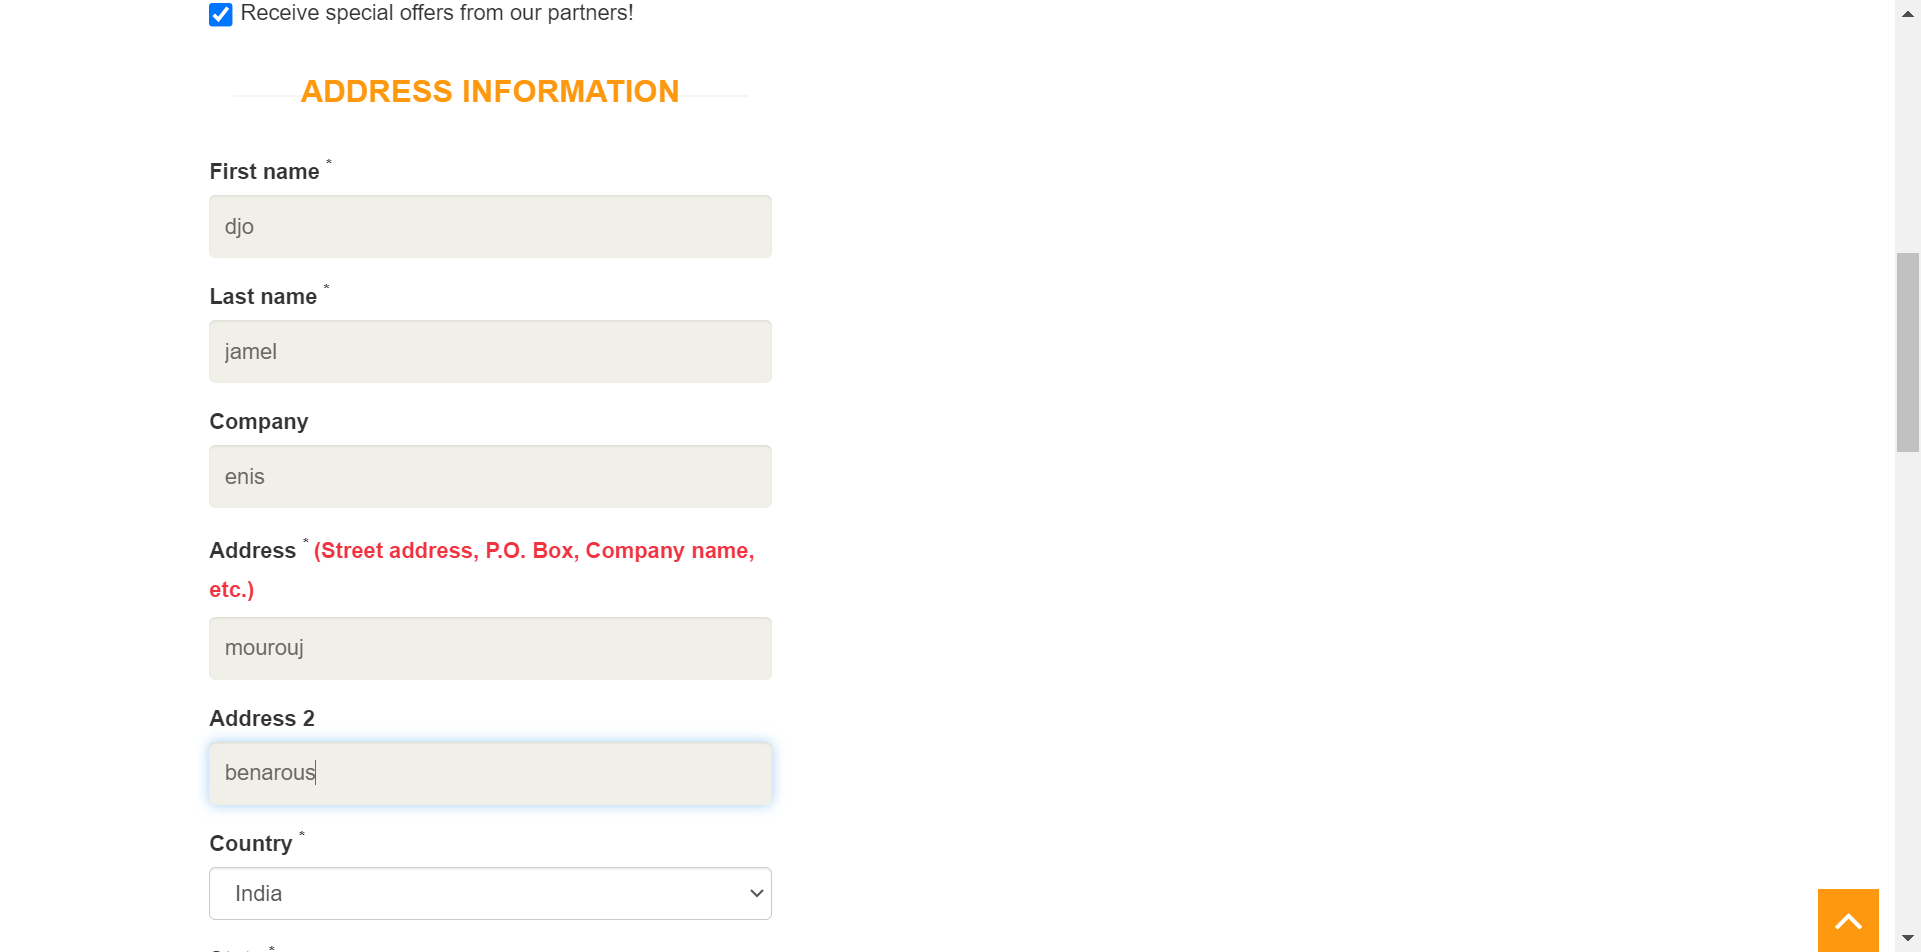 Receive special offers from our partners!
ADDRESS INFORMATION
First name *
djo
Last name *
jamel
Company
enis
Address * (Street address, P.O. Box, Company name,
etc.)
mourouj
Address 2
benarous
Country *
India